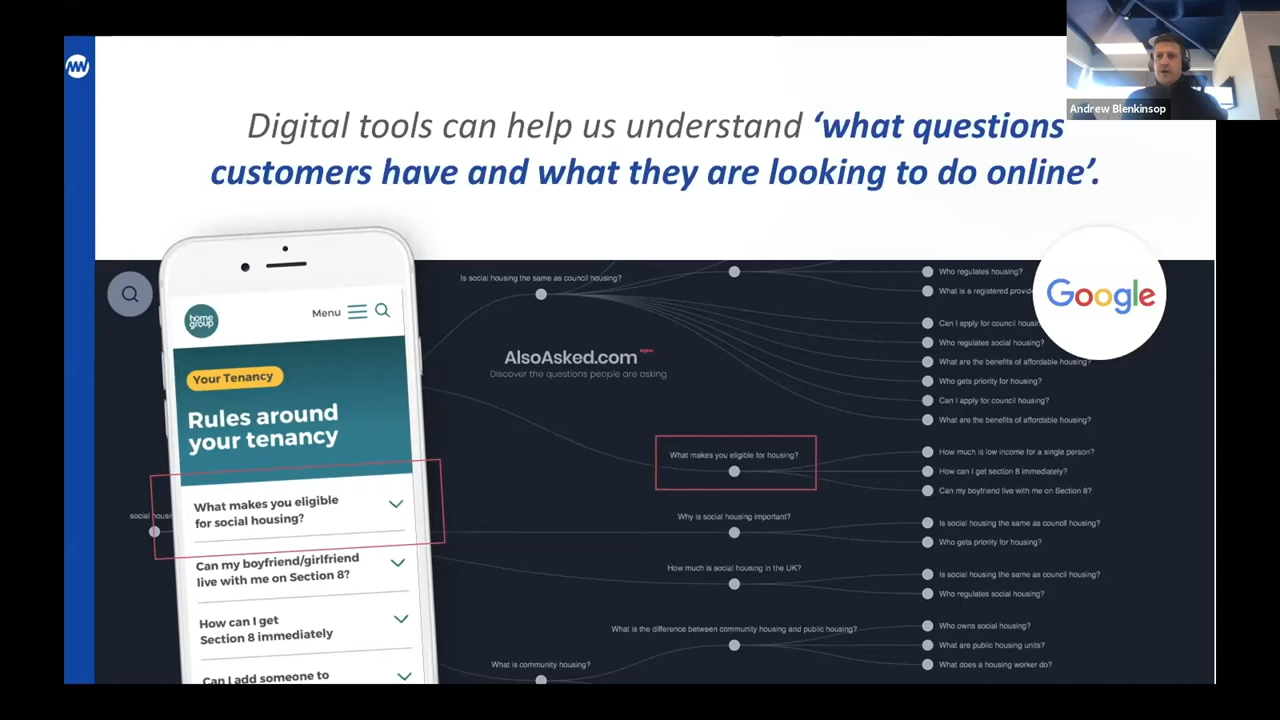 Andrew Blenkinsop
Digital tools can help us understand ‘what questions
customers have and what they are looking to do online’.
Google
home
group
Menu
Your Tenancy
Rules around
your tenancy
What makes you eligible
for social housing?
Can my boyfriend/girlfriend
live with me on Section 8?
How can I get
Section 8 immediately
Can I add someone to
social housing
Is social housing the same as council housing?
AlsoAsked.com
Discover the questions people are asking
What makes you eligible for housing?
Why is social housing important?
How much is social housing in the UK?
What is the difference between community housing and public housing?
What is community housing?
Who regulates housing?
What is a registered provid
Can I apply for council housin
Who regulates social housing?
What are the benefits of affordable housing?
Who gets priority for housing?
Can I apply for council housing?
What are the benefits of affordable housing?
How much is low income for a single person?
How can I get section 8 immediately?
Can my boyfriend live with me on Section 8?
Is social housing the same as council housing?
Who gets priority for housing?
Is social housing the same as council housing?
Who regulates social housing?
Who owns social housing?
What are public housing units?
What does a housing worker do?